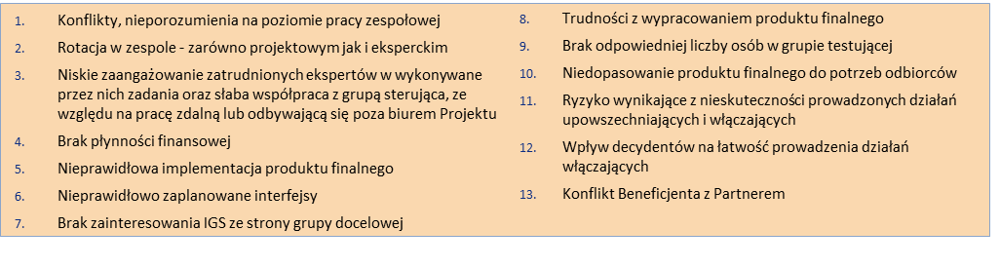 1. Konflikty, nieporozumienia na poziomie pracy zespołowej
2. Rotacja w zespole - zarówno projektowym jak i eksperckim
3. Niskie zaangażowanie zatrudnionych ekspertów w wykonywane
przez nich zadania oraz słaba współpraca z grupą sterująca, ze
względu na pracę zdalną lub odbywającą się poza biurem Projektu
4. Brak płynności finansowej
5. Nieprawidłowa implementacja produktu finalnego
6. Nieprawidłowo zaplanowane interfejsy
7. Brak zainteresowania IGS ze strony grupy docelowej
8. Trudności z wypracowaniem produktu finalnego
9. Brak odpowiedniej liczby osób w grupie testującej
10. Niedopasowanie produktu finalnego do potrzeb odbiorców
11. Ryzyko wynikające z nieskuteczności prowadzonych działań
upowszechniających i włączających
12. Wpływ decydentów na łatwość prowadzenia działań
włączających
13. Konflikt Beneficjenta z Partnerem